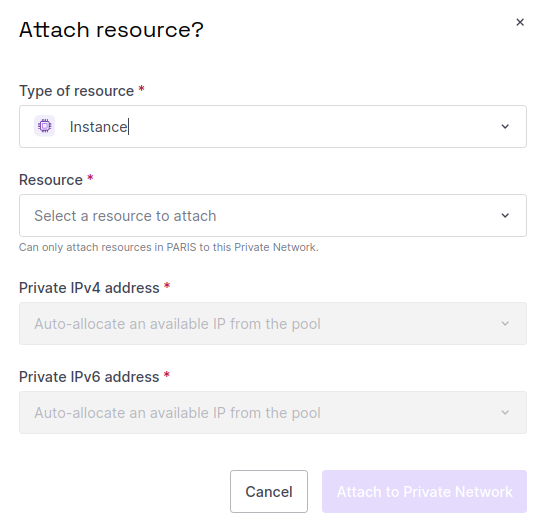 Attach resource?
Type of resource *
Instance
Resource *
Select a resource to attach
Can only attach resources in PARIS to this Private Network.
Private IPv4 address *
Auto-allocate an available IP from the pool
Private IPv6 address *
Auto-allocate an available IP from the pool
Cancel
Attach to Private Network